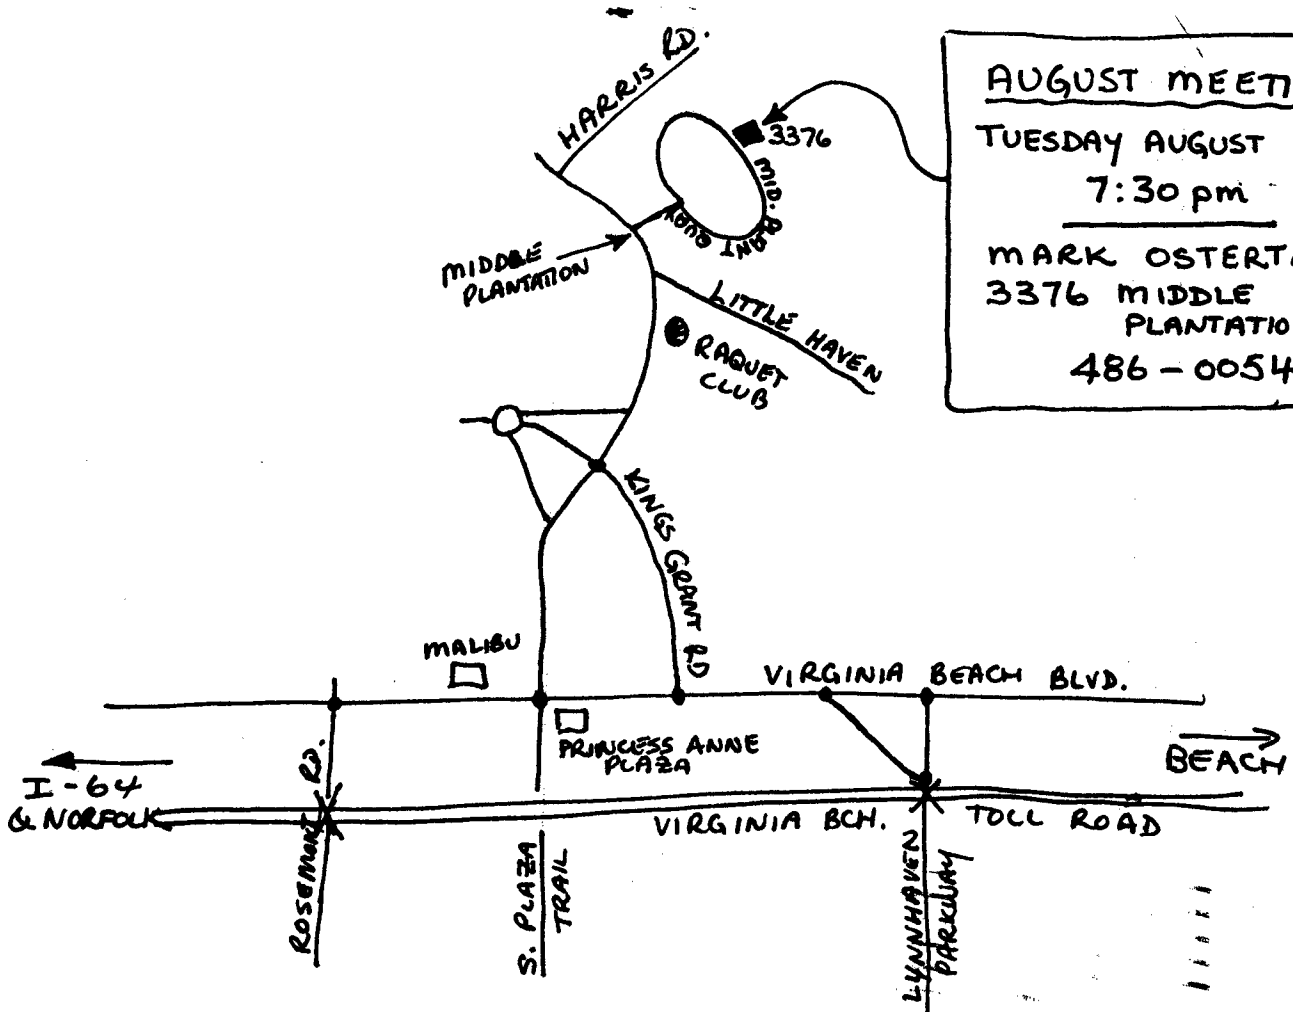 HARRIS RD.
3376
MID. PLANT QUAY
MIDDLE
PLANTATION
LITTLE HAVEN
RAQUET
CLUB
KINGS GRANT RD
AUGUST MEETI
TUESDAY AUGUST
7:30 pm
MARK OSTERTA
3376 MIDDLE
PLANTATIO
486-0054
MALIBU
VIRGINIA BEACH BLVD.
PRINCESS ANNE
PLAZA
BEACH
I-64
& NORFOLK
VIRGINIA BCH. TOLL ROAD
ROSEMONT RD.
S. PLAZA
TRAIL
LYNNHAVEN
PARKWAY